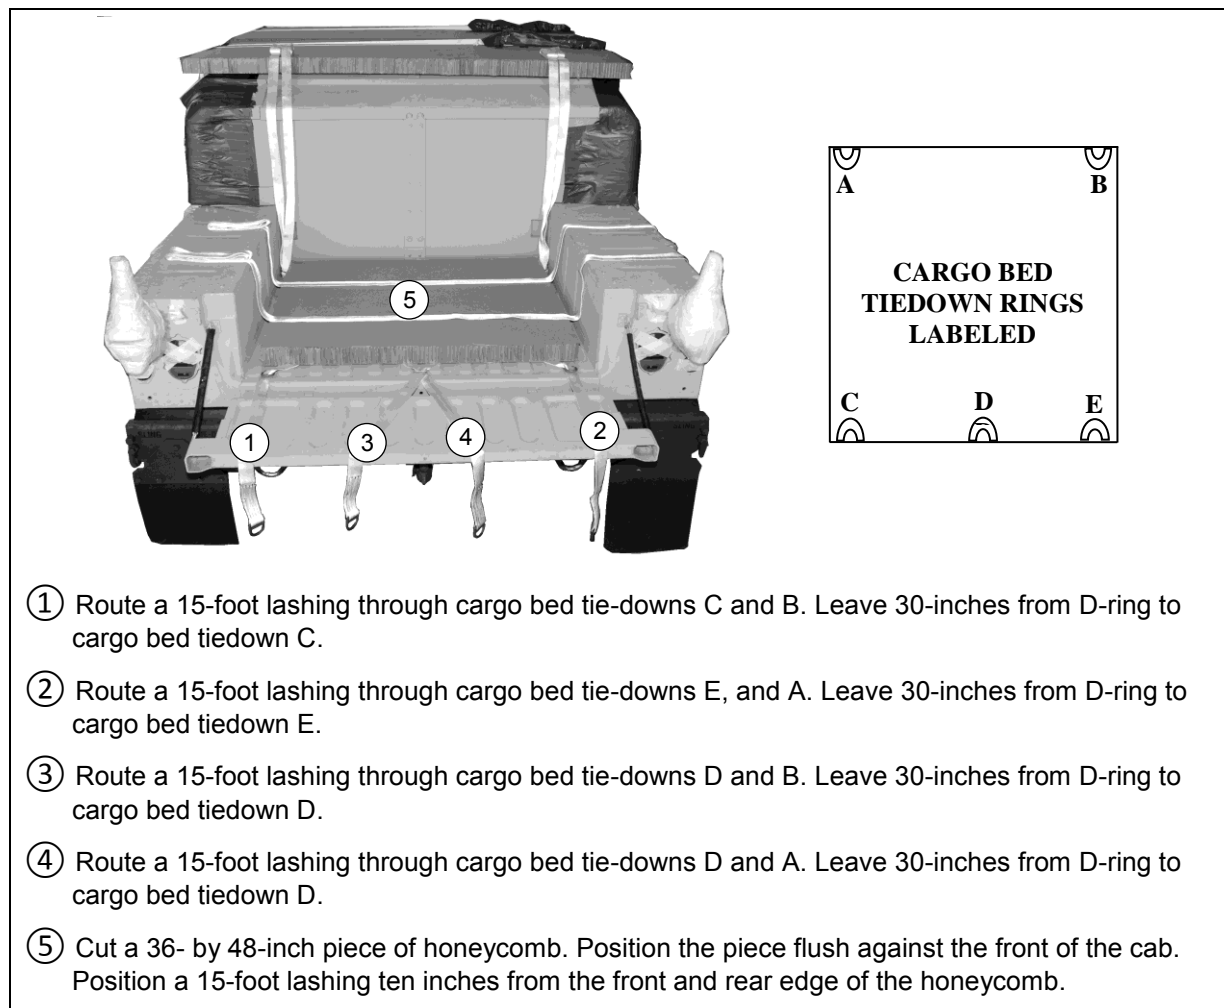 5
1
3
4
2
A B
CARGO BED
TIEDOWN RINGS
LABELED
C D E
1 Route a 15-foot lashing through cargo bed tie-downs C and B. Leave 30-inches from D-ring to
cargo bed tiedown C.
2 Route a 15-foot lashing through cargo bed tie-downs E, and A. Leave 30-inches from D-ring to
cargo bed tiedown E.
3 Route a 15-foot lashing through cargo bed tie-downs D and B. Leave 30-inches from D-ring to
cargo bed tiedown D.
4 Route a 15-foot lashing through cargo bed tie-downs D and A. Leave 30-inches from D-ring to
cargo bed tiedown D.
5 Cut a 36- by 48-inch piece of honeycomb. Position the piece flush against the front of the cab.
Position a 15-foot lashing ten inches from the front and rear edge of the honeycomb.